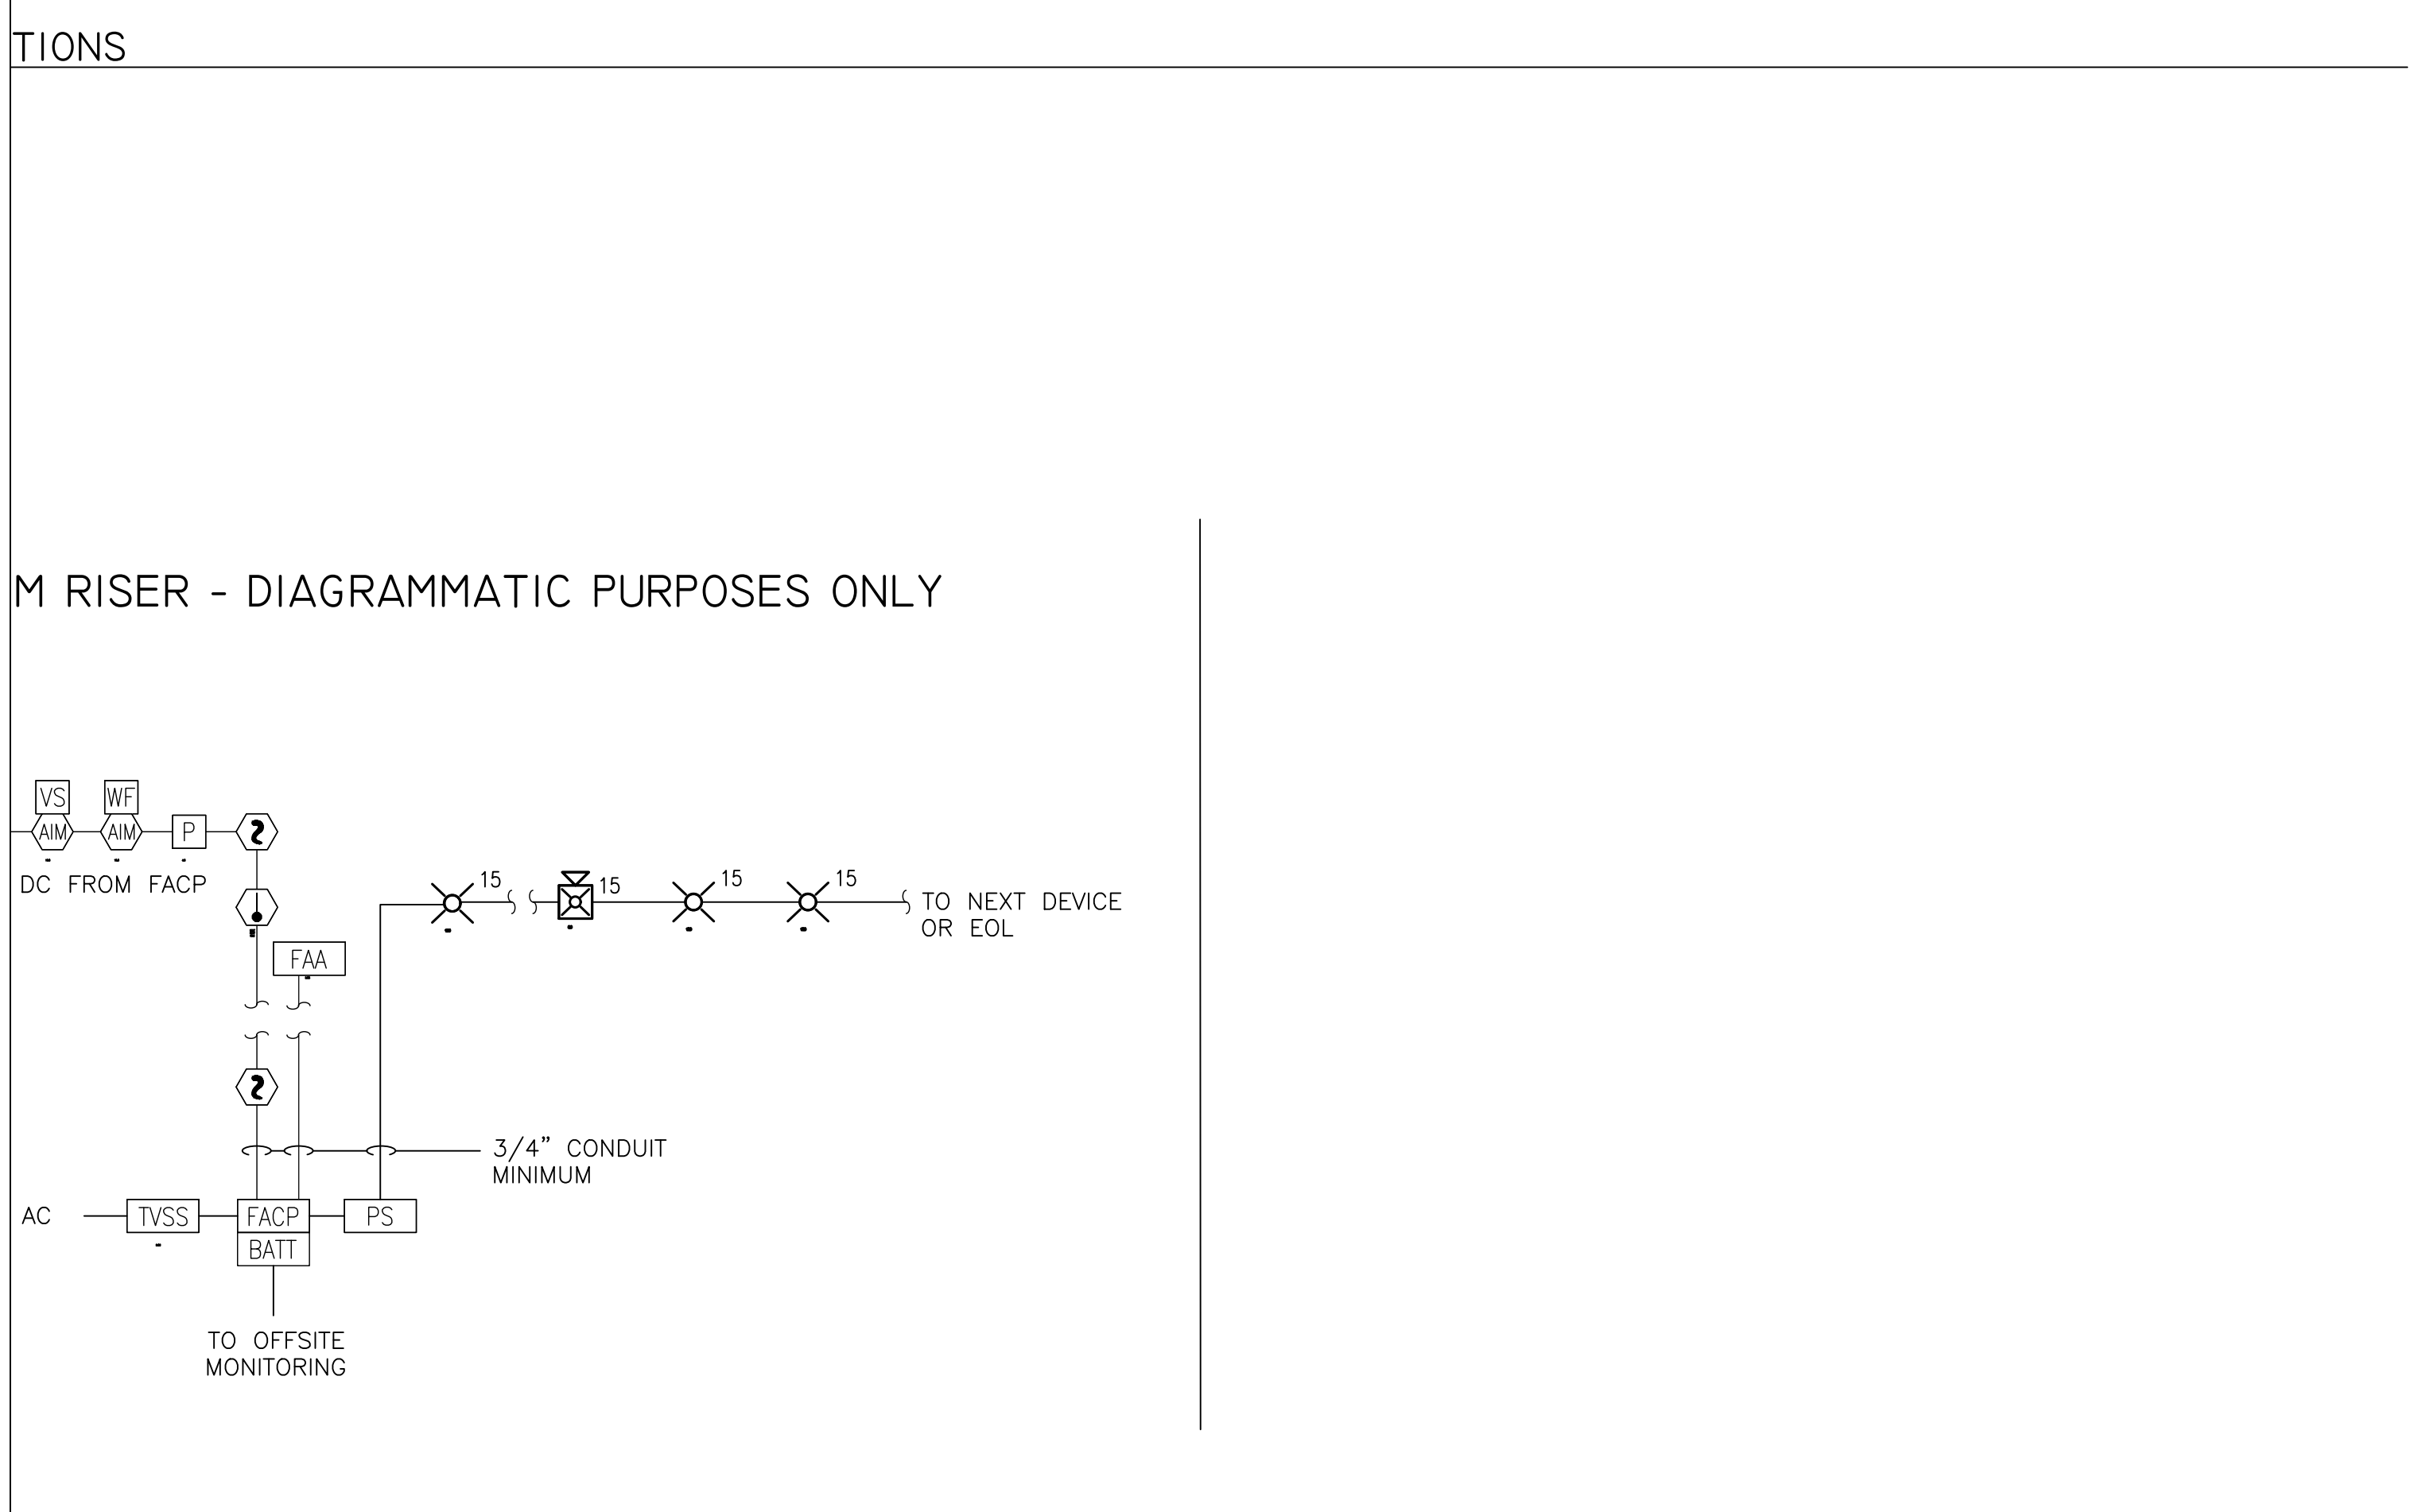 TIONS
M RISER - DIAGRAMMATIC PURPOSES ONLY
VS WF
AIM AIM P
DC FROM FACP
15 15 15 15
TO NEXT DEVICE
OR EOL
FAA
3/4" CONDUIT
MINIMUM
AC TVSS FACP PS
BATT
TO OFFSITE
MONITORING